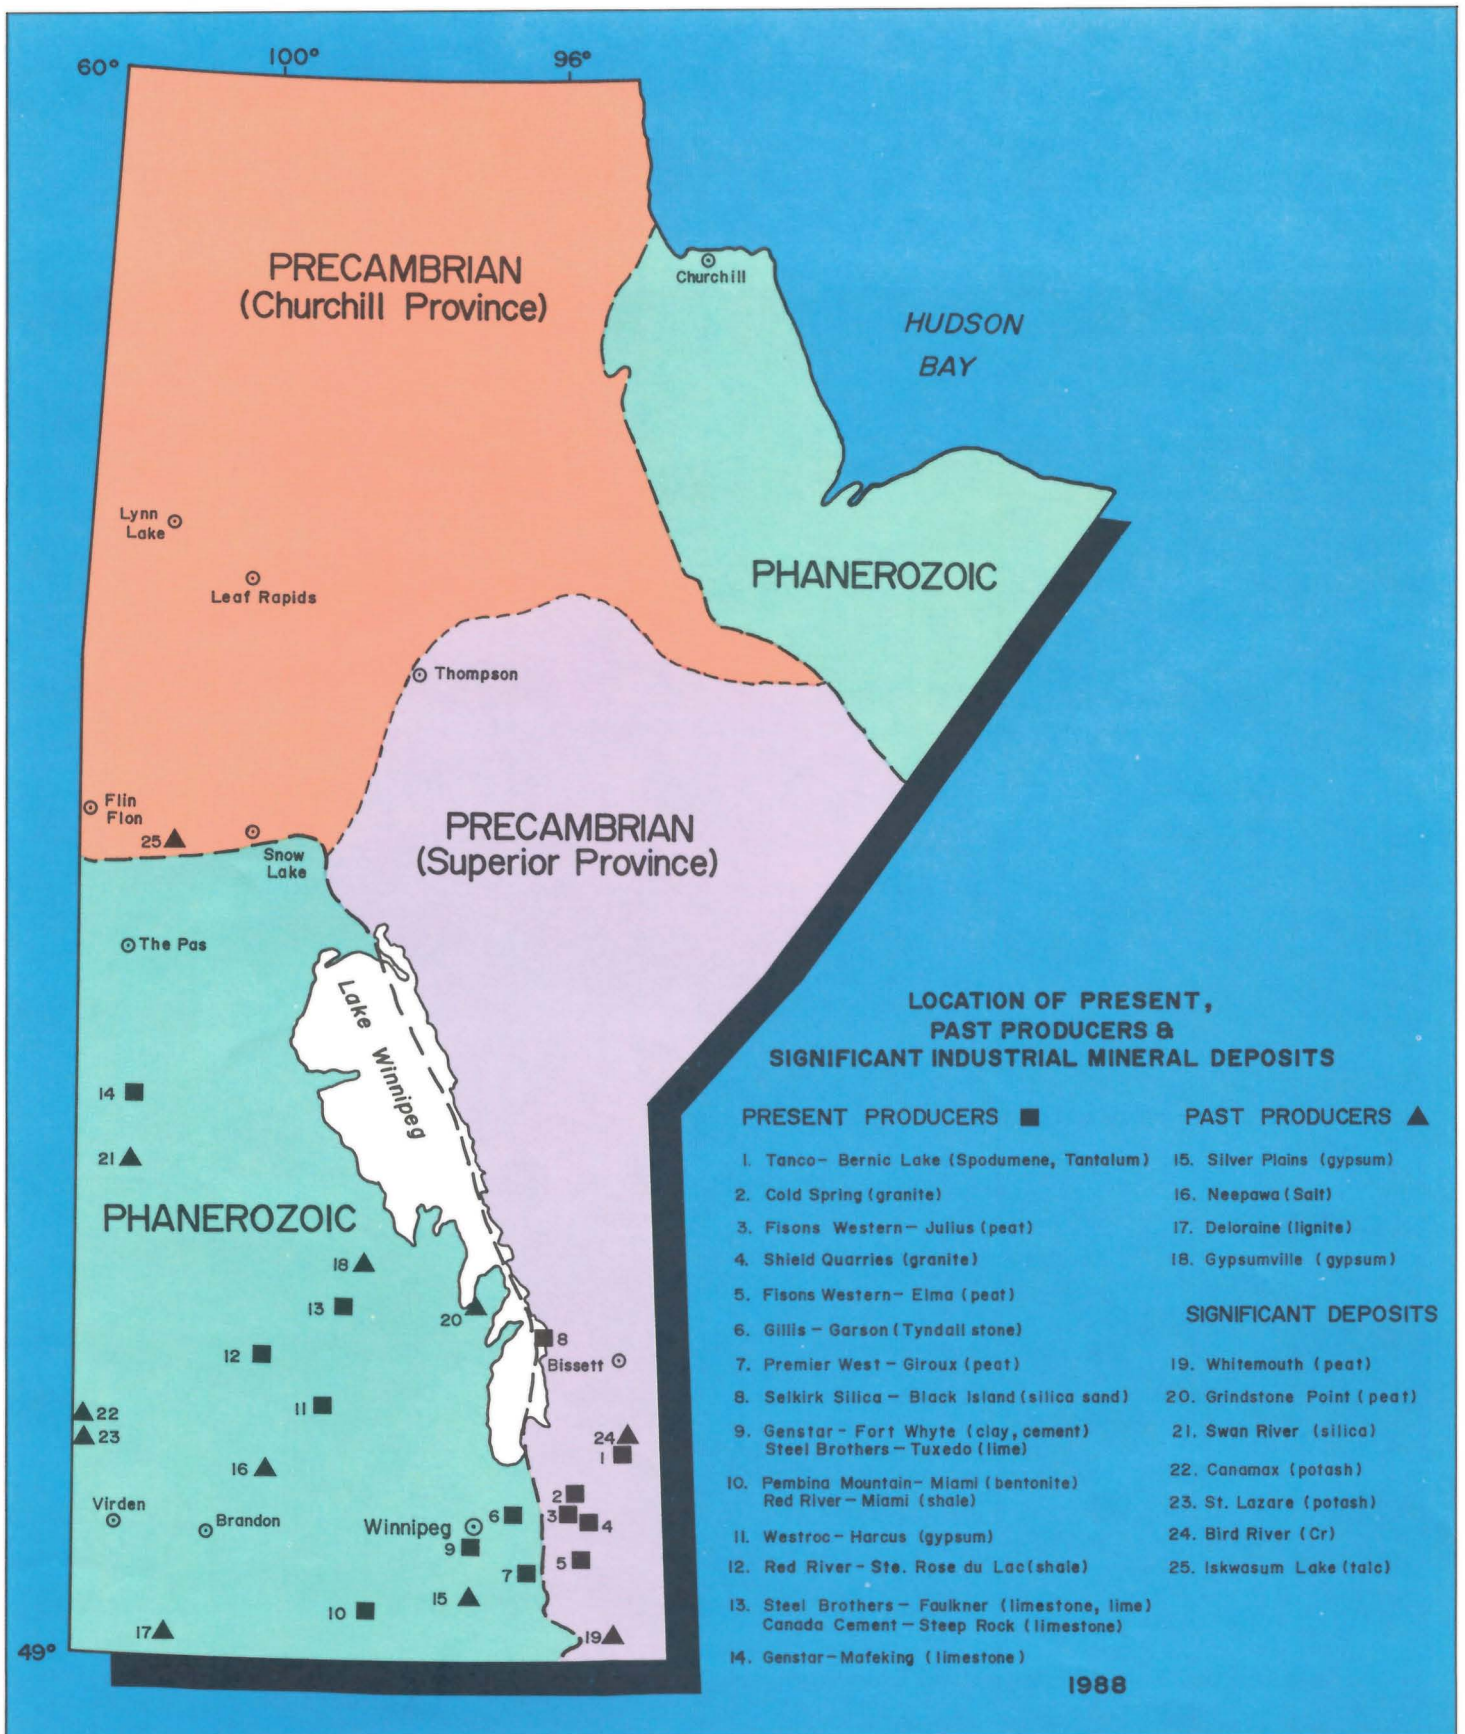 60°
100°
96°
PRECAMBRIAN
(Churchill Province)
Churchill
HUDSON
BAY
Lynn
Lake
Leaf Rapids
PHANEROZOIC
Thompson
Flin
Flon
25
Snow
Lake
PRECAMBRIAN
(Superior Province)
The Pas
Lake Winnipeg
14
21
PHANEROZOIC
18
13
20
12
8
Bissett
11
22
23
24
1
16
2
Virden
Brandon
Winnipeg
6
3
4
9
5
7
15
10
17
19
49°
LOCATION OF PRESENT,
PAST PRODUCERS &
SIGNIFICANT INDUSTRIAL MINERAL DEPOSITS
PRESENT PRODUCERS
1. Tanco- Bernic Lake (Spodumene, Tantalum)
2. Cold Spring (granite)
3. Fisons Western- Julius (peat)
4. Shield Quarries (granite)
5. Fisons Western- Elma (peat)
6. Gillis - Garson (Tyndall stone)
7. Premier West - Giroux (peat)
8. Selkirk Silica - Black Island (silica sand)
9. Genstar - Fort Whyte (clay, cement)
Steel Brothers - Tuxedo (lime)
10. Pembina Mountain- Miami (bentonite)
Red River - Miami (shale)
11. Westroc- Harcus (gypsum)
12. Red River - Ste. Rose du Lac(shale)
13. Steel Brothers - Faulkner (limestone, lime)
Canada Cement - Steep Rock (limestone)
14. Genstar-Mafeking (limestone)
PAST PRODUCERS
15. Silver Plains (gypsum)
16. Neepawa (Salt)
17. Deloraine (lignite)
18. Gypsumville (gypsum)
SIGNIFICANT DEPOSITS
19. Whitemouth (peat)
20. Grindstone Point (peat)
21. Swan River (silica)
22. Canamax (potash)
23. St. Lazare (potash)
24. Bird River (Cr)
25. Iskwasum Lake (talc)
1988